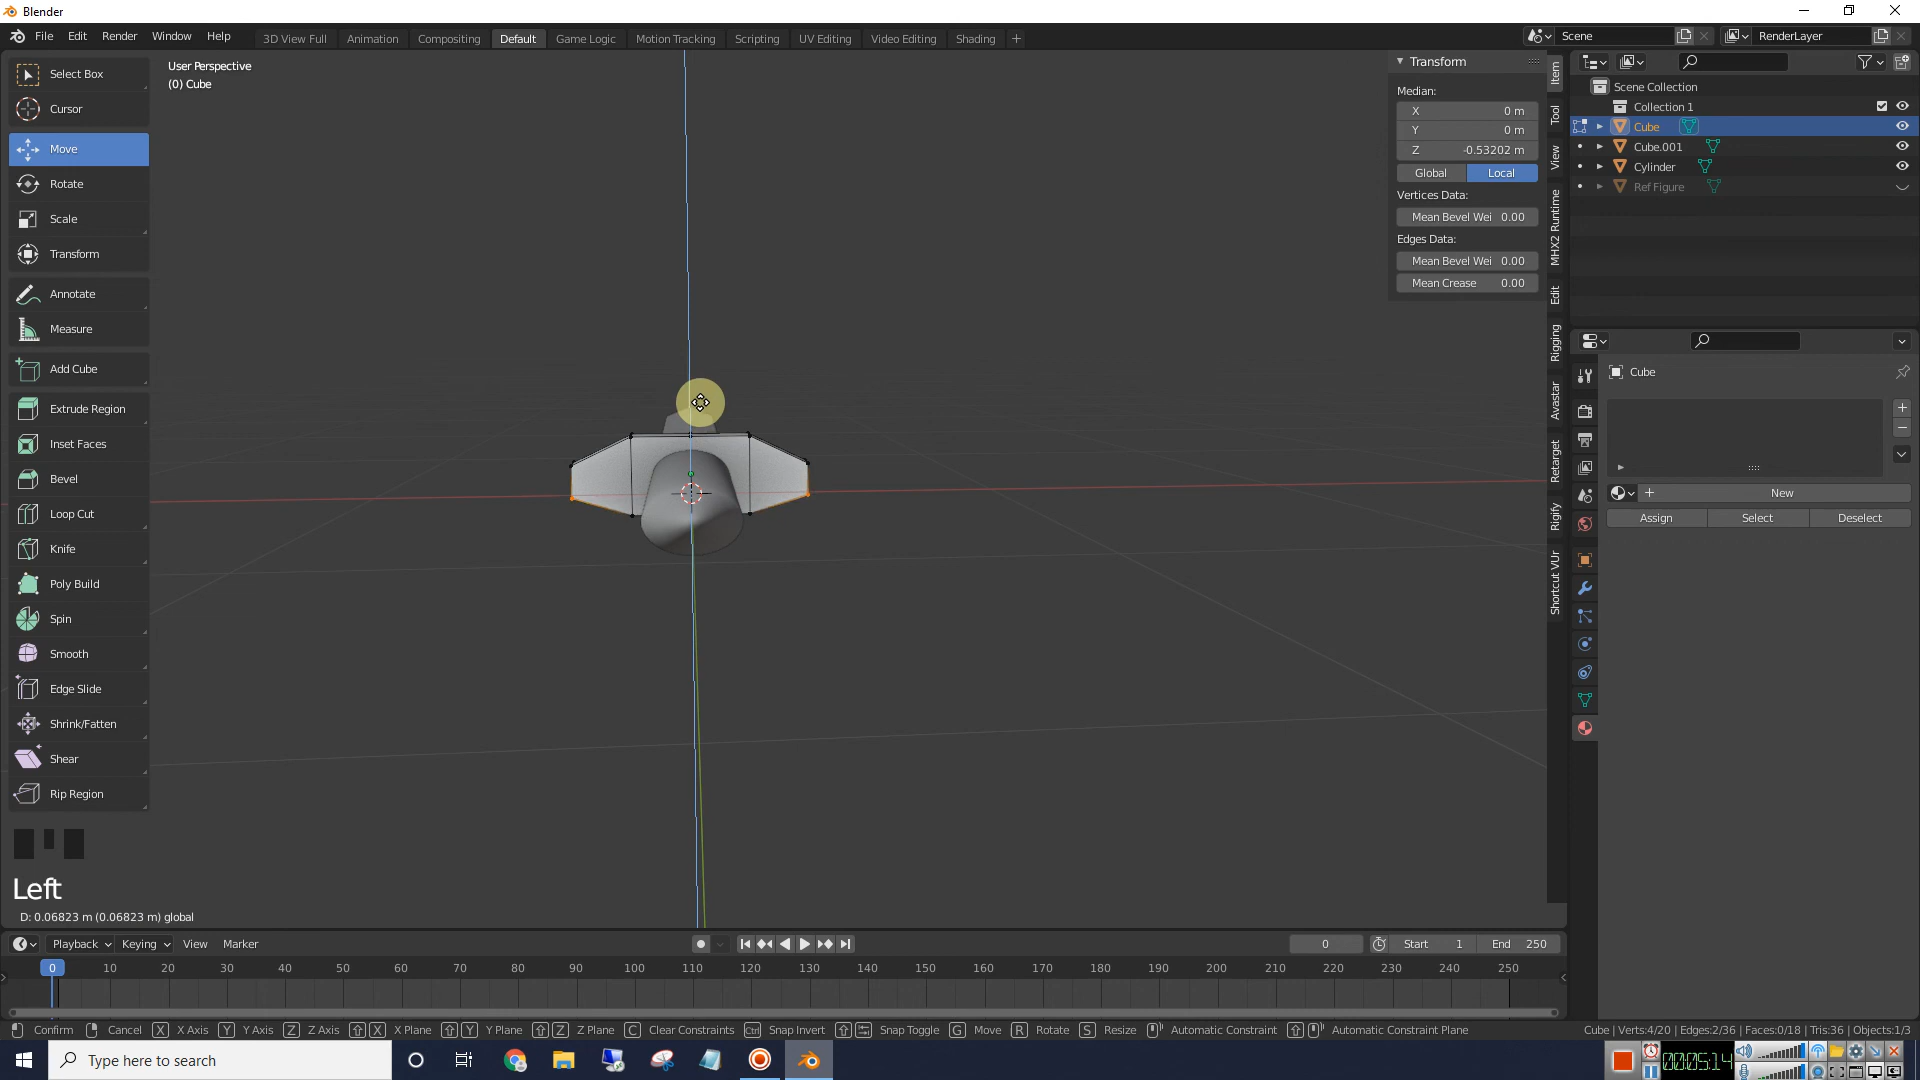 Blender
File Edit Render Window Help 3D View Full Animation Compositing Default Game Logic Motion Tracking Scripting UV Editing Video Editing Shading + Scene RenderLayer
User Perspective
(0) Cube
Select Box
Cursor
Move
Rotate
Scale
Transform
Annotate
Measure
Add Cube
Extrude Region
Inset Faces
Bevel
Loop Cut
Knife
Poly Build
Spin
Smooth
Edge Slide
Shrink/Fatten
Shear
Rip Region
Left
D: 0.06823 m (0.06823 m) global
Transform
Median:
X 0 m
Y 0 m
Z -0.53202 m
Global Local
Vertices Data:
Mean Bevel Wei 0.00
Edges Data:
Mean Bevel Wei 0.00
Mean Crease 0.00
Item
Tool
View
MHX2 Runtime
Edit
Rigging
Avastar
Retarget
Rigify
Shortcut VUr
Scene Collection
Collection 1
Cube
Cube.001
Cylinder
Ref Figure
Cube
New
Assign Select Deselect
Playback Keying View Marker 0 Start 1 End 250
0 10 20 30 40 50 60 70 80 90 100 110 120 130 140 150 160 170 180 190 200 210 220 230 240 250
Confirm Cancel X X Axis Y Y Axis Z Z Axis X X Plane Y Y Plane Z Z Plane C Clear Constraints Ctrl Snap Invert Snap Toggle G Move R Rotate S Resize Automatic Constraint Automatic Constraint Plane Cube | Verts:4/20 | Edges:2/36 | Faces:0/18 | Tris:36 | Objects:1/3
Type here to search
00:05:14